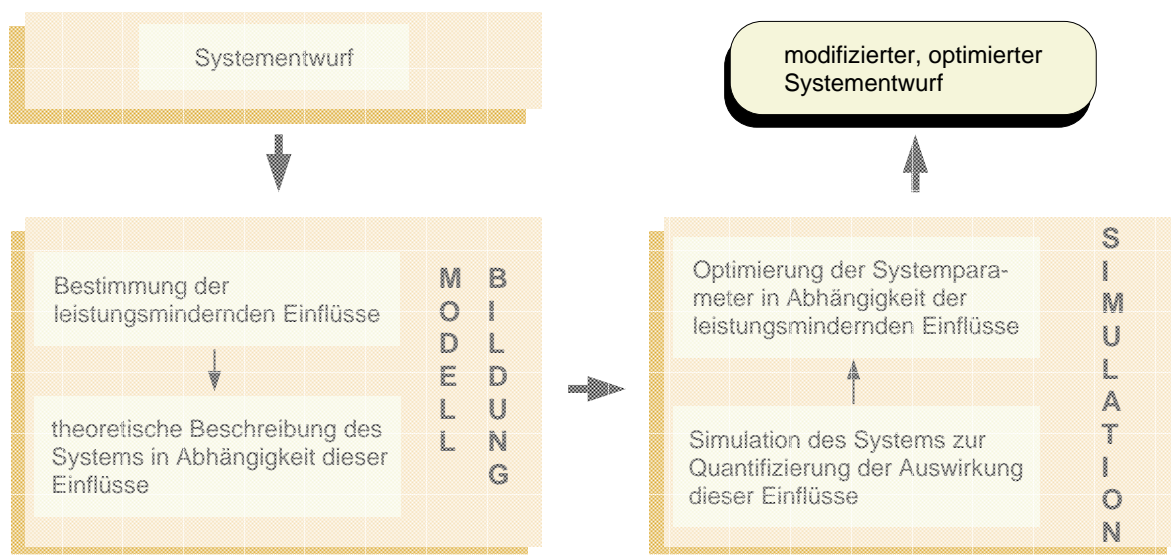 Systementwurf
Bestimmung der
leistungsmindernden Einflüsse
theoretische Beschreibung des
Systems in Abhängigkeit dieser
Einflüsse
MODELL
BILDUNG
Simulation des Systems zur
Quantifizierung der Auswirkung
dieser Einflüsse
Optimierung der Systempara-
meter in Abhängigkeit der
leistungsmindernden Einflüsse
SIMULATION
modifizierter, optimierter
Systementwurf